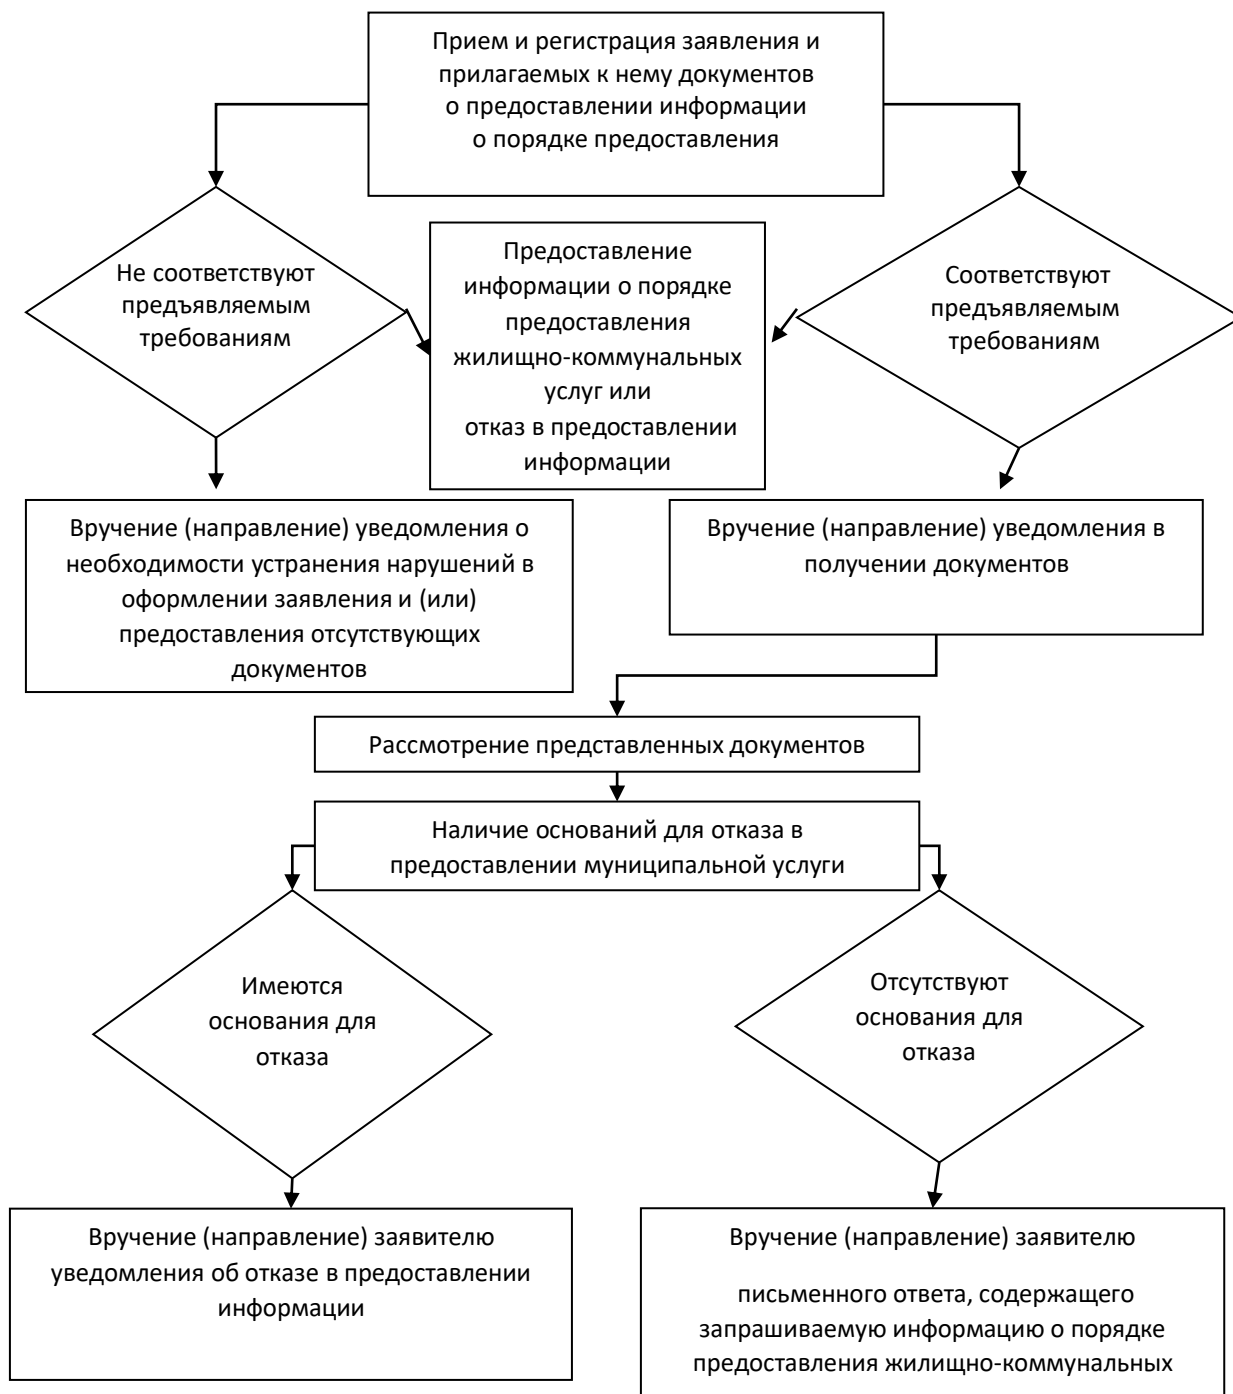 Прием и регистрация заявления и
прилагаемых к нему документов
о предоставлении информации
о порядке предоставления
Не соответствуют
предъявляемым
требованиям
Предоставление
информации о порядке
предоставления
жилищно-коммунальных
услуг или
отказ в предоставлении
информации
Соответствуют
предъявляемым
требованиям
Вручение (направление) уведомления о
необходимости устранения нарушений в
оформлении заявления и (или)
предоставления отсутствующих
документов
Вручение (направление) уведомления в
получении документов
Рассмотрение представленных документов
Наличие оснований для отказа в
предоставлении муниципальной услуги
Имеются
основания для
отказа
Отсутствуют
основания для
отказа
Вручение (направление) заявителю
уведомления об отказе в предоставлении
информации
Вручение (направление) заявителю
письменного ответа, содержащего
запрашиваемую информацию о порядке
предоставления жилищно-коммунальных